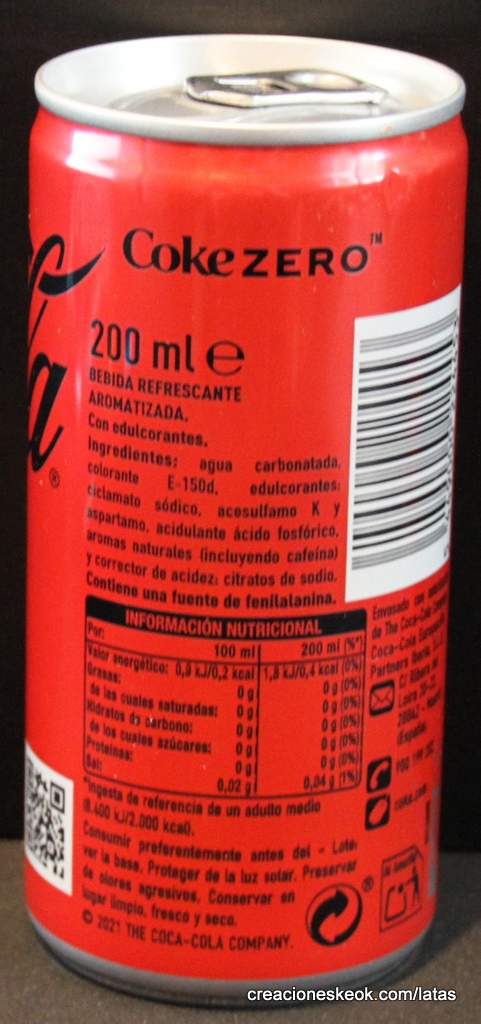 CokeZERO™
200 ml e
BEBIDA REFRESCANTE
AROMATIZADA.
Con edulcorantes.
Ingredientes: agua carbonatada,
colorante E-150d, edulcorantes:
ciclamato sódico, acesulfamo K y
aspartamo, acidulante ácido fosfórico,
aromas naturales (incluyendo cafeína)
y corrector de acidez: citratos de sodio.
Contiene una fuente de fenilalanina.
INFORMACIÓN NUTRICIONAL
Por: 100 ml 200 ml (%*)
Valor energético: 0,9 kJ/0,2 kcal 1,8 kJ/0,4 kcal (0%)
Grasas: 0 g 0 g (0%)
de las cuales saturadas: 0 g 0 g (0%)
Hidratos de carbono: 0 g 0 g (0%)
de los cuales azúcares: 0 g 0 g (0%)
Proteínas: 0 g 0 g (0%)
Sal: 0,02 g 0,04 g (1%)
*Ingesta de referencia de un adulto medio
(8.400 kJ/2.000 kcal).
Consumir preferentemente antes del - Lote:
ver la base. Proteger de la luz solar. Preservar
de olores agresivos. Conservar en
lugar limpio, fresco y seco.
© 2021 THE COCA-COLA COMPANY.
Envasado con
de The Coca-Cola
Coca-Cola
Partners
C/ Ribera del
Loira
(España)
900
creacioneskeok.com/latas